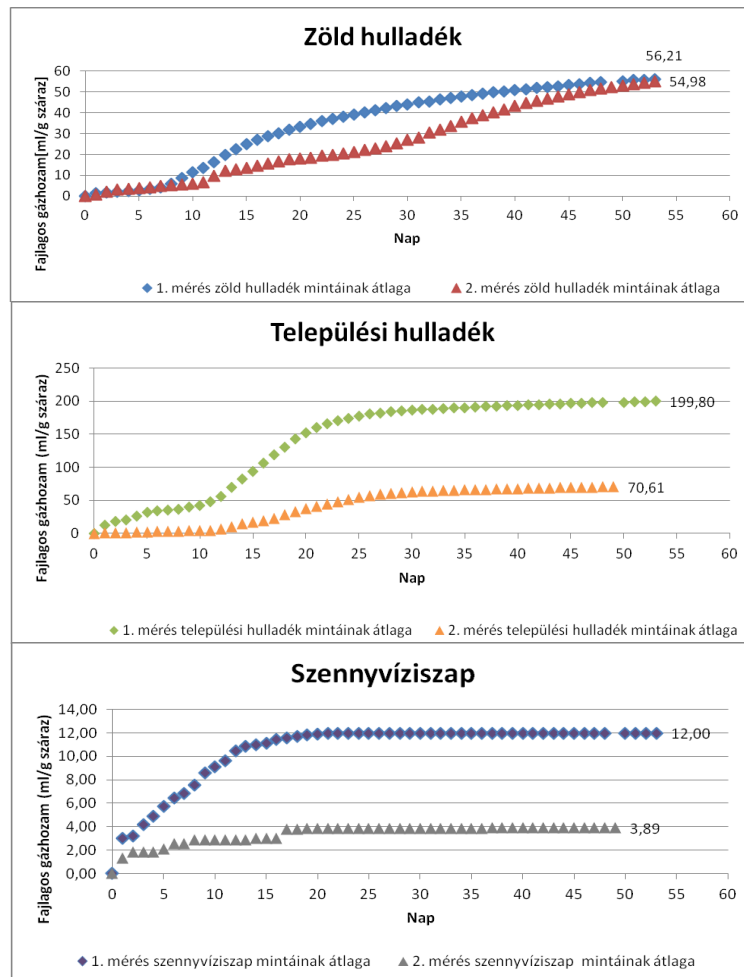 Zöld hulladék
56,21
54,98
Fajlagos gázhozam[ml/g száraz]
60
50
40
30
20
10
0
0 5 10 15 20 25 30 35 40 45 50 55 60
Nap
1. mérés zöld hulladék mintáinak átlaga 2. mérés zöld hulladék mintáinak átlaga
Települési hulladék
Fajlagos gázhozam (ml/g száraz)
250
200
150
100
50
0
199,80
70,61
0 5 10 15 20 25 30 35 40 45 50 55 60
Nap
1. mérés települési hulladék mintáinak átlaga 2. mérés települési hulladék mintáinak átlaga
Szennyvíziszap
Fajlagos gázhozam (ml/g száraz)
14,00
12,00
10,00
8,00
6,00
4,00
2,00
0,00
12,00
3,89
0 5 10 15 20 25 30 35 40 45 50 55 60
Nap
1. mérés szennyvíziszap mintáinak átlaga 2. mérés szennyvíziszap mintáinak átlaga